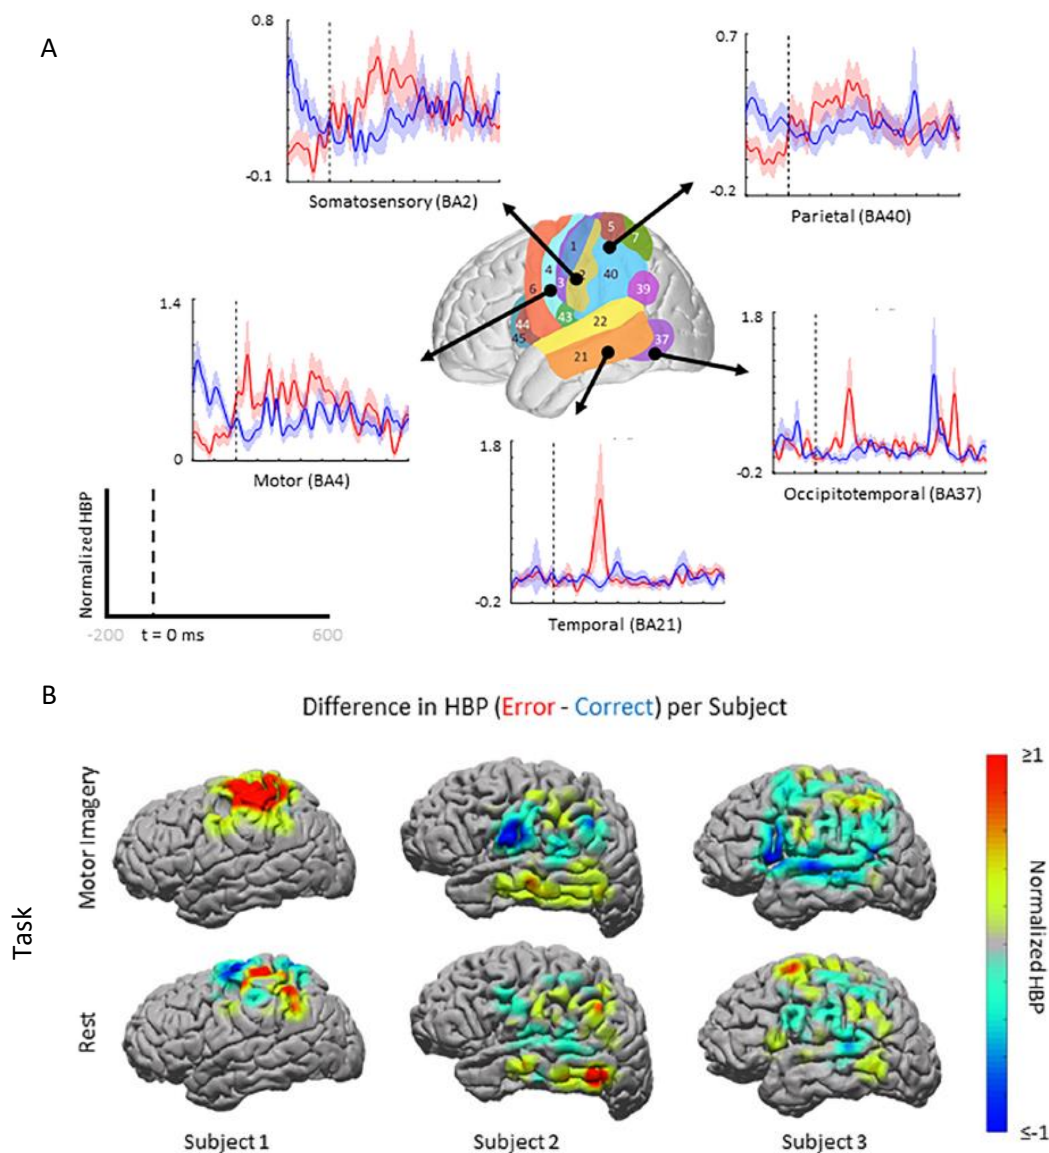 A
0.8
-0.1
Somatosensory (BA2)
0.7
-0.2
Parietal (BA40)
1
5
7
4
3
2
40
6
39
43
22
44
45
37
21
1.4
0
Motor (BA4)
1.8
-0.2
Occipitotemporal (BA37)
1.8
-0.2
Temporal (BA21)
Normalized HBP
-200
t = 0 ms
600
B
Difference in HBP (Error - Correct) per Subject
Task
Motor Imagery
Rest
Subject 1
Subject 2
Subject 3
≥1
Normalized HBP
≤-1